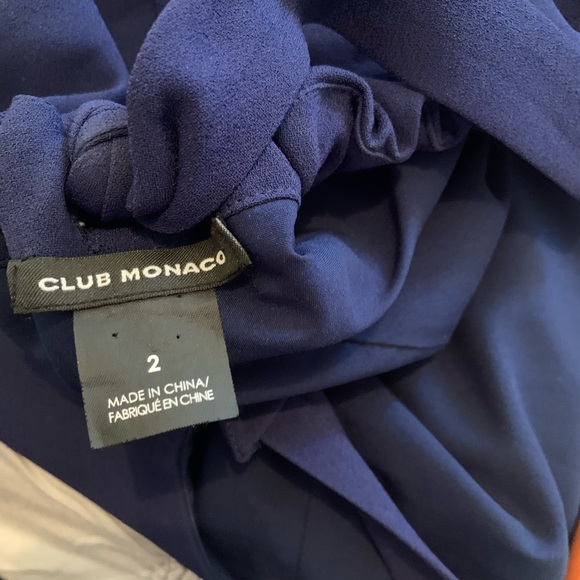 CLUB MONACO
2
MADE IN CHINA/
FABRIQUÉ EN CHINE